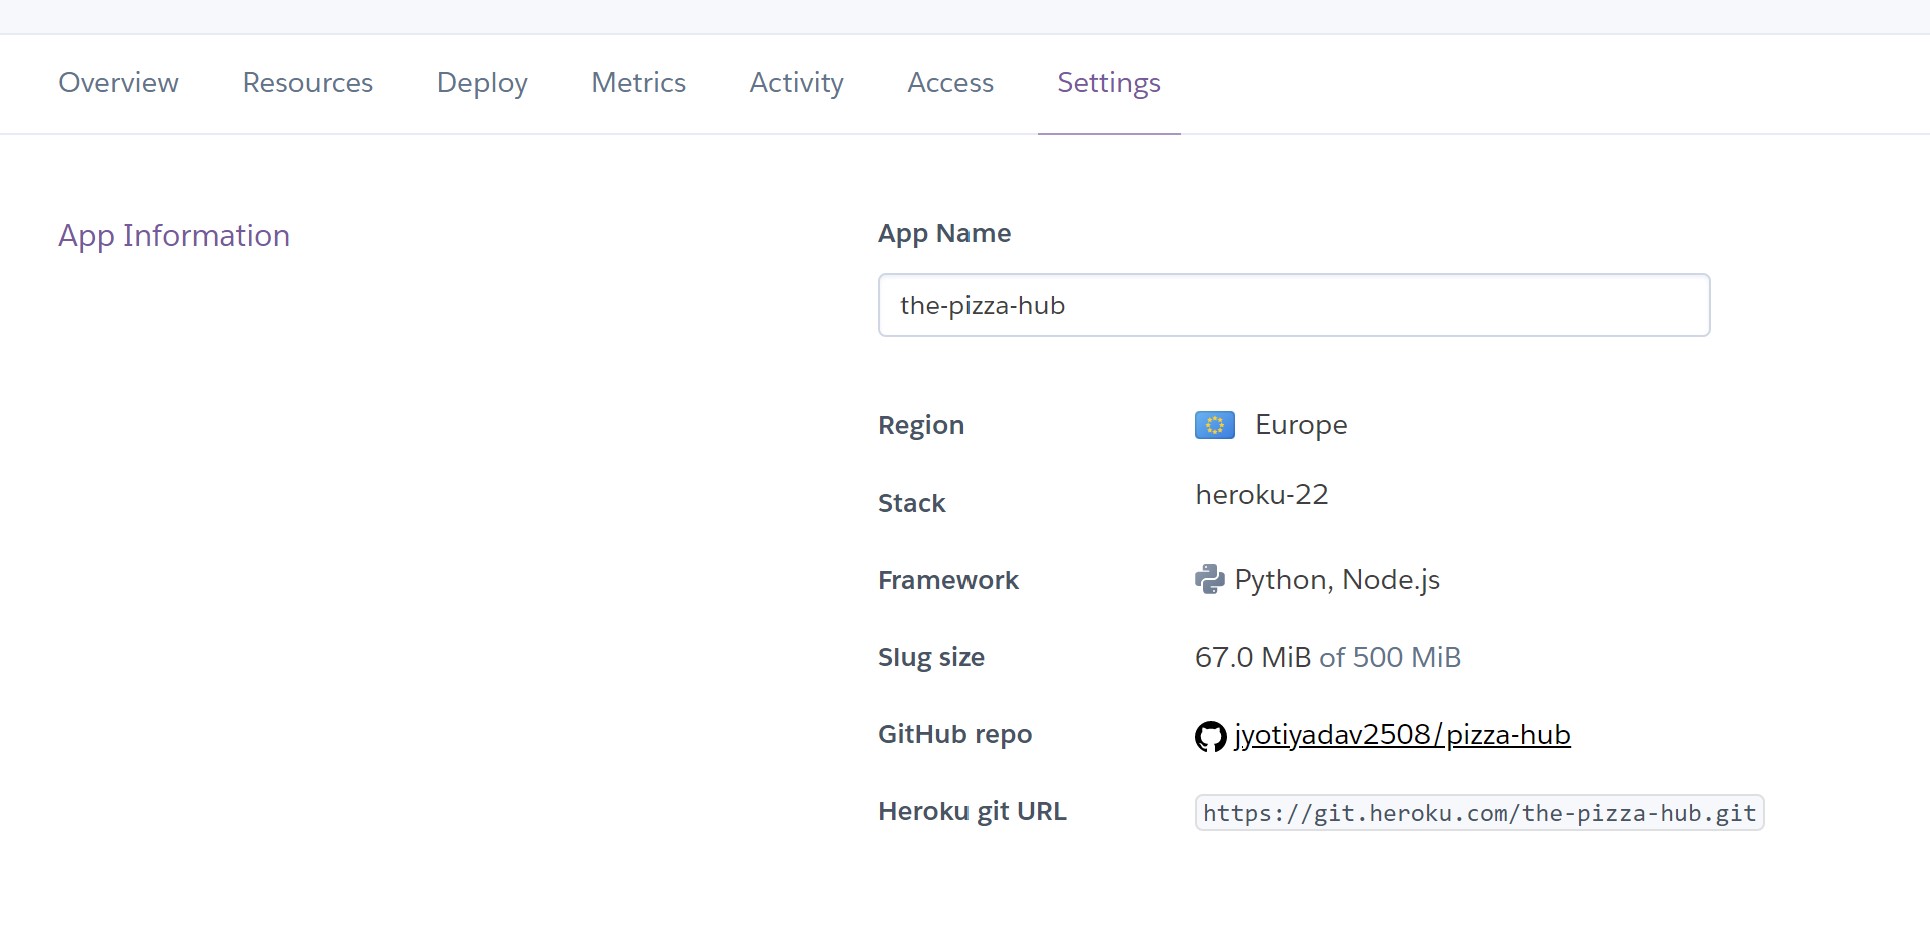 Overview Resources Deploy Metrics Activity Access Settings
App Information
App Name
the-pizza-hub
Region Europe
Stack heroku-22
Framework Python, Node.js
Slug size 67.0 MiB of 500 MiB
GitHub repo jyotiyadav2508/pizza-hub
Heroku git URL https://git.heroku.com/the-pizza-hub.git